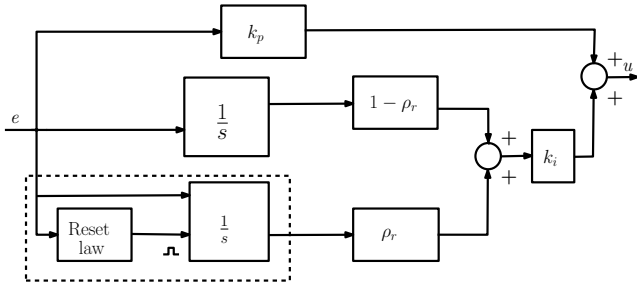 k_p
+
u
+
e
1/s
1 − ρ_r
+
k_i
+
Reset
law
1/s
ρ_r